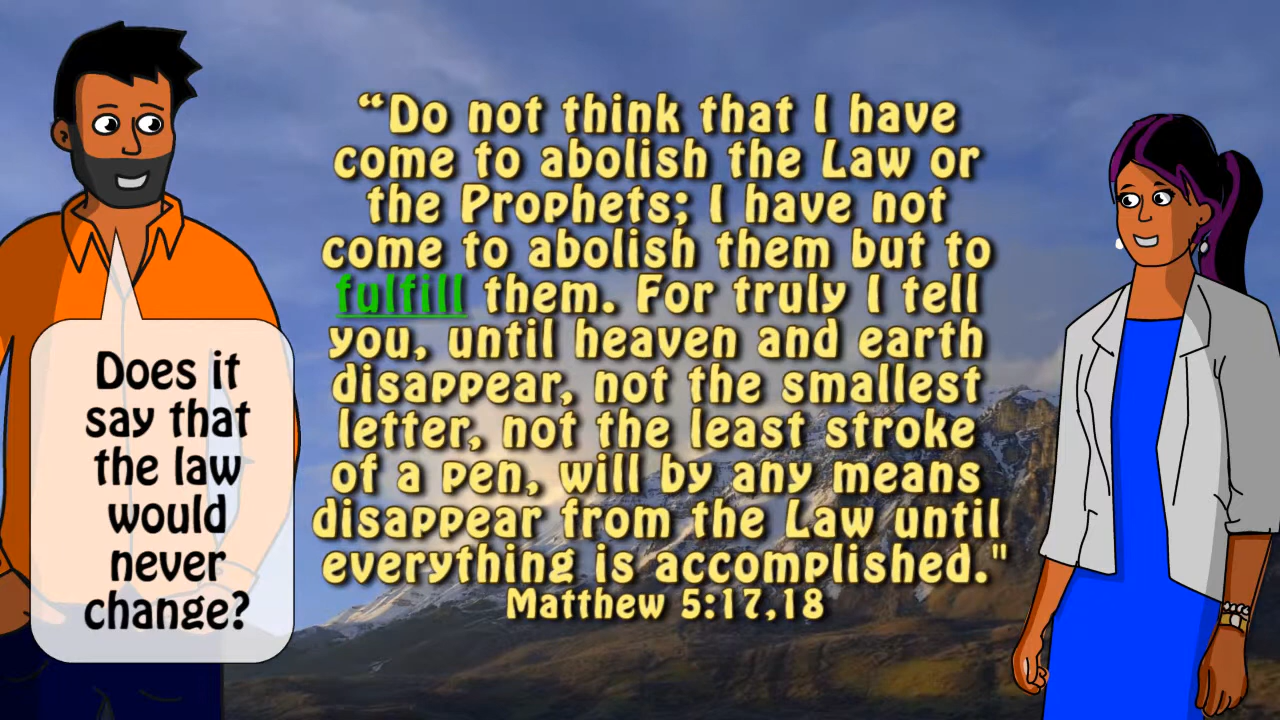 “Do not think that I have
come to abolish the Law or
the Prophets; I have not
come to abolish them but to
fulfill them. For truly I tell
you, until heaven and earth
disappear, not the smallest
letter, not the least stroke
of a pen, will by any means
disappear from the Law until
everything is accomplished."
Matthew 5:17,18
Does it
say that
the law
would
never
change?